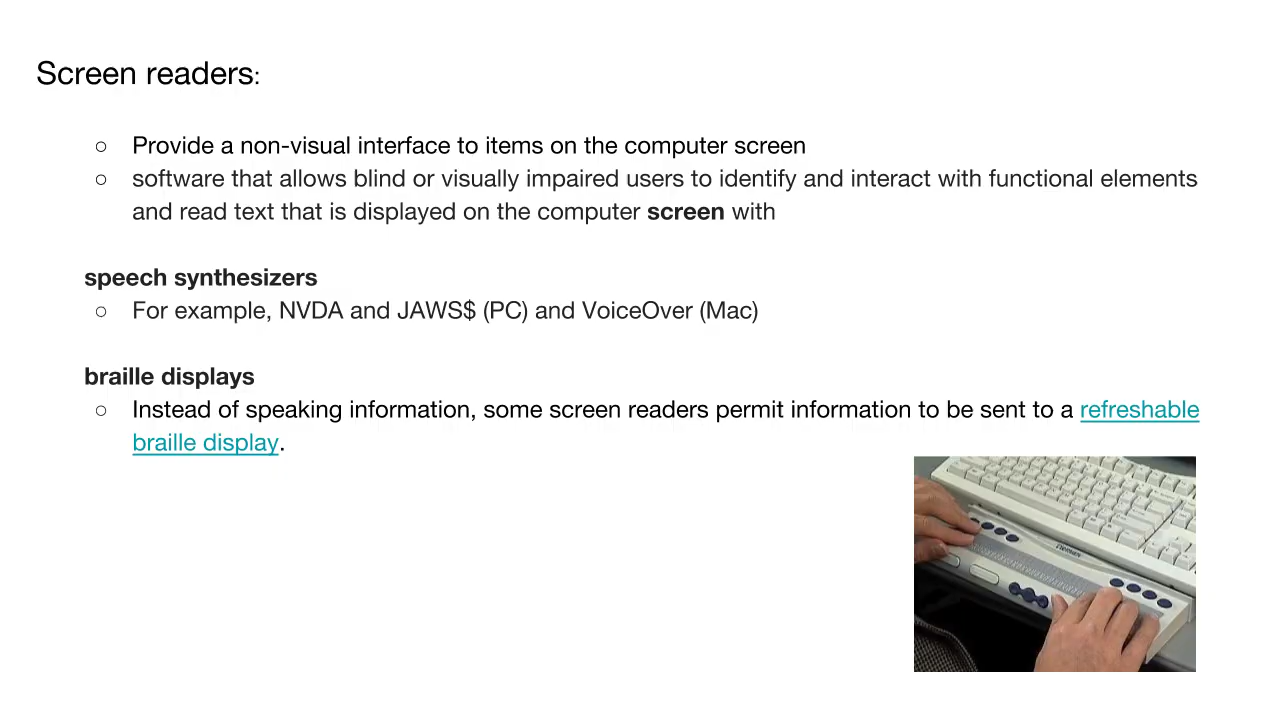 Screen readers:
○ Provide a non-visual interface to items on the computer screen
○ software that allows blind or visually impaired users to identify and interact with functional elements
and read text that is displayed on the computer screen with
speech synthesizers
○ For example, NVDA and JAWS$ (PC) and VoiceOver (Mac)
braille displays
○ Instead of speaking information, some screen readers permit information to be sent to a refreshable
braille display.